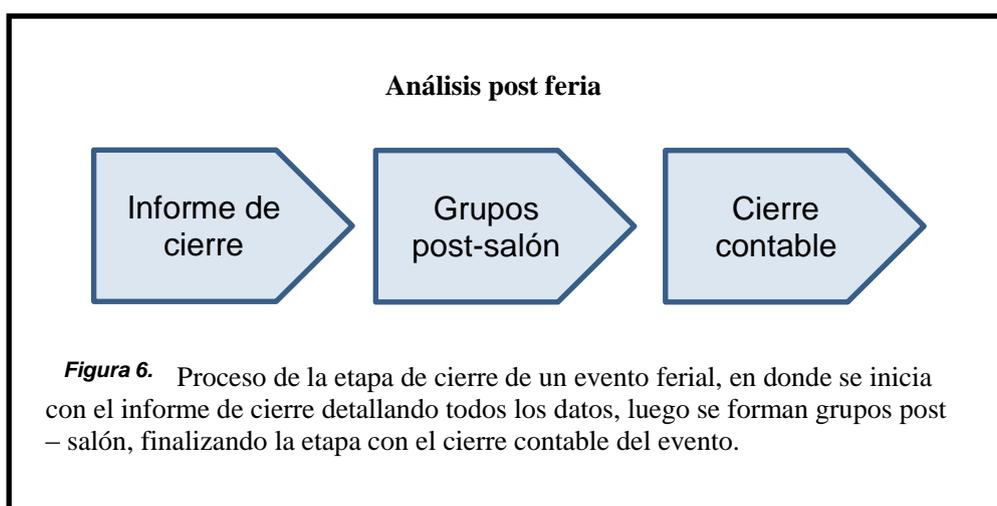 Análisis post feria
Informe de
cierre
Grupos
post-salón
Cierre
contable
Figura 6. Proceso de la etapa de cierre de un evento ferial, en donde se inicia
con el informe de cierre detallando todos los datos, luego se forman grupos post
– salón, finalizando la etapa con el cierre contable del evento.